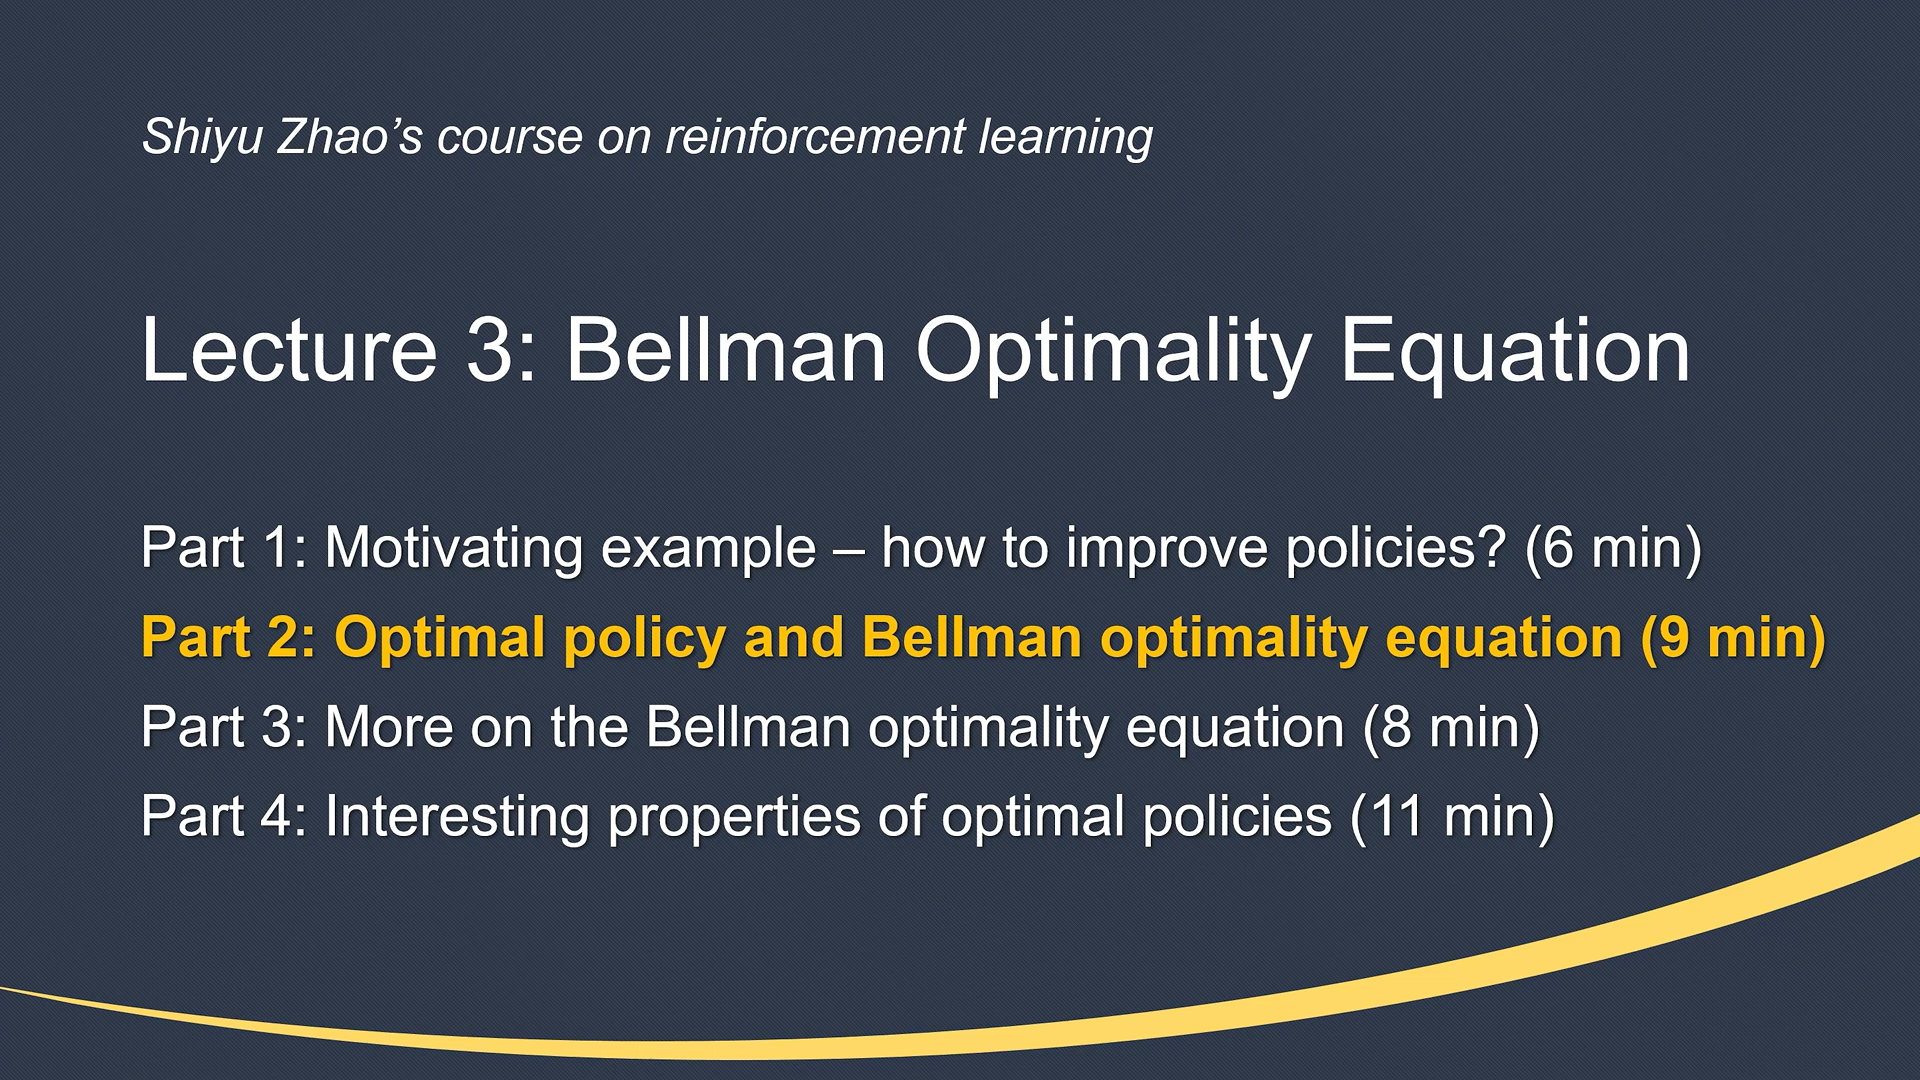 Shiyu Zhao’s course on reinforcement learning
Lecture 3: Bellman Optimality Equation
Part 1: Motivating example – how to improve policies? (6 min)
Part 2: Optimal policy and Bellman optimality equation (9 min)
Part 3: More on the Bellman optimality equation (8 min)
Part 4: Interesting properties of optimal policies (11 min)